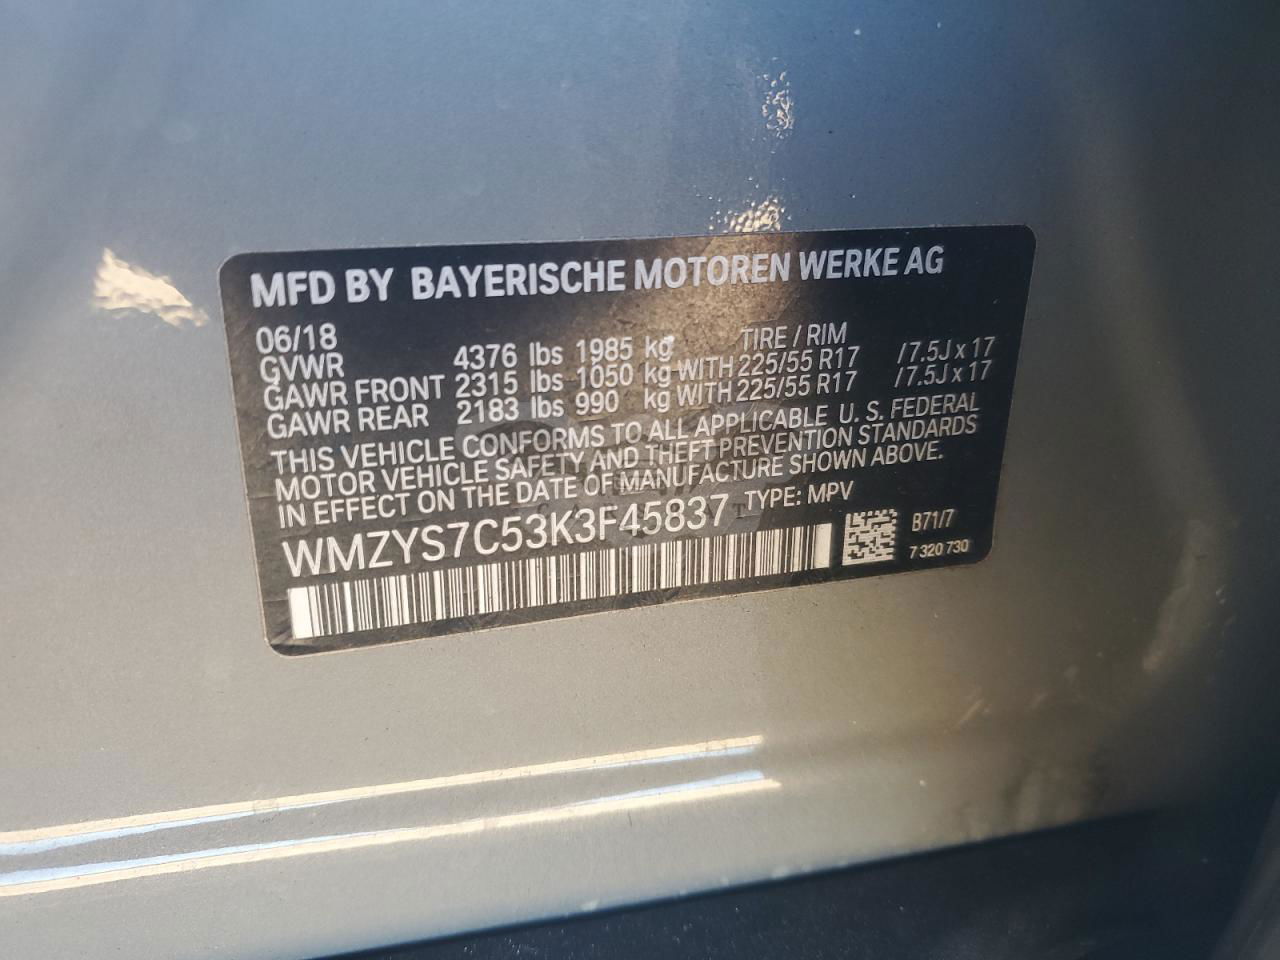 MFD BY BAYERISCHE MOTOREN WERKE AG
06/18
GVWR 4376 lbs 1985 kg TIRE / RIM
GAWR FRONT 2315 lbs 1050 kg WITH 225/55 R17 /7.5J x 17
GAWR REAR 2183 lbs 990 kg WITH 225/55 R17 /7.5J x 17
THIS VEHICLE CONFORMS TO ALL APPLICABLE U. S. FEDERAL
MOTOR VEHICLE SAFETY AND THEFT PREVENTION STANDARDS
IN EFFECT ON THE DATE OF MANUFACTURE SHOWN ABOVE.
WMZYS7C53K3F45837 TYPE: MPV
B71/7
7 320 730